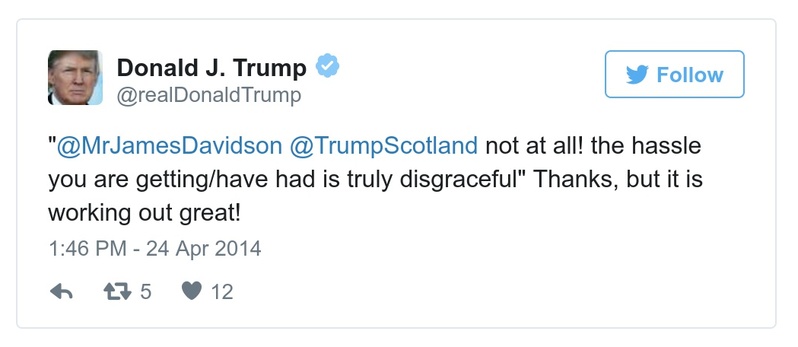 Donald J. Trump
@realDonaldTrump
Follow
"@MrJamesDavidson @TrumpScotland not at all! the hassle
you are getting/have had is truly disgraceful" Thanks, but it is
working out great!
1:46 PM - 24 Apr 2014
5 12